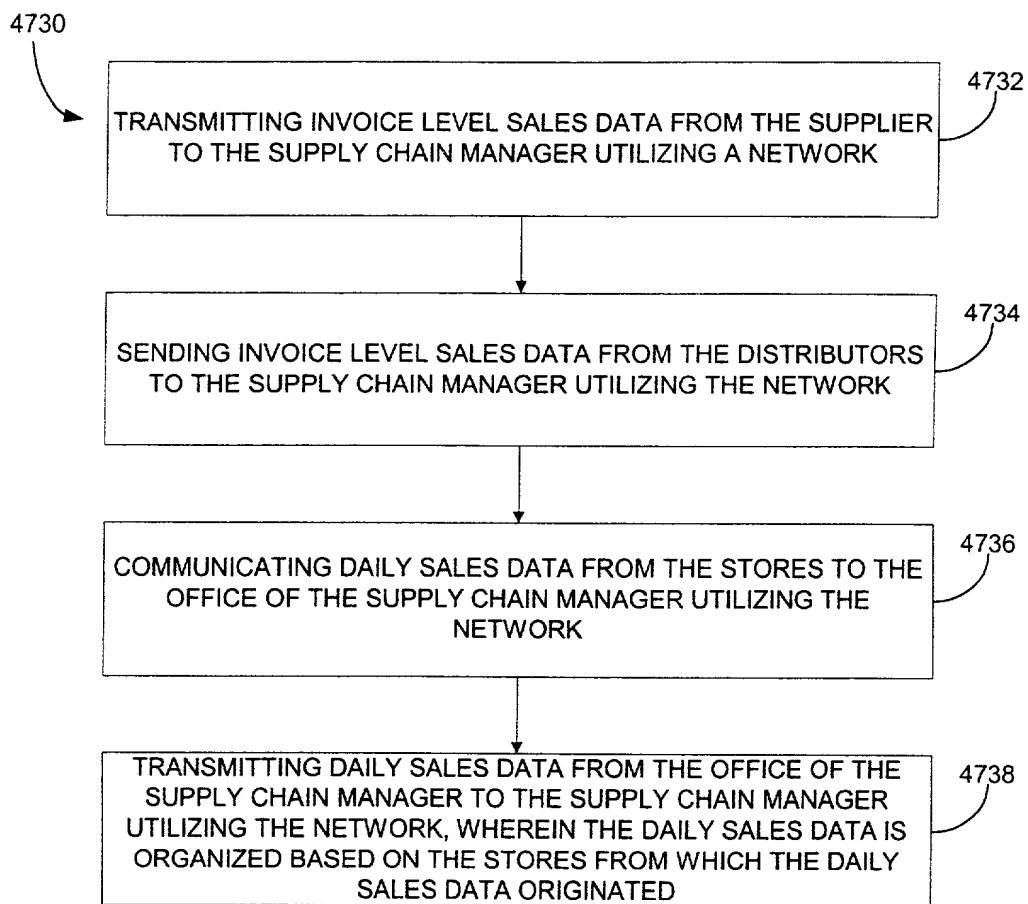 4730
4732
TRANSMITTING INVOICE LEVEL SALES DATA FROM THE SUPPLIER
TO THE SUPPLY CHAIN MANAGER UTILIZING A NETWORK
4734
SENDING INVOICE LEVEL SALES DATA FROM THE DISTRIBUTORS
TO THE SUPPLY CHAIN MANAGER UTILIZING THE NETWORK
4736
COMMUNICATING DAILY SALES DATA FROM THE STORES TO THE
OFFICE OF THE SUPPLY CHAIN MANAGER UTILIZING THE
NETWORK
4738
TRANSMITTING DAILY SALES DATA FROM THE OFFICE OF THE
SUPPLY CHAIN MANAGER TO THE SUPPLY CHAIN MANAGER
UTILIZING THE NETWORK, WHEREIN THE DAILY SALES DATA IS
ORGANIZED BASED ON THE STORES FROM WHICH THE DAILY
SALES DATA ORIGINATED